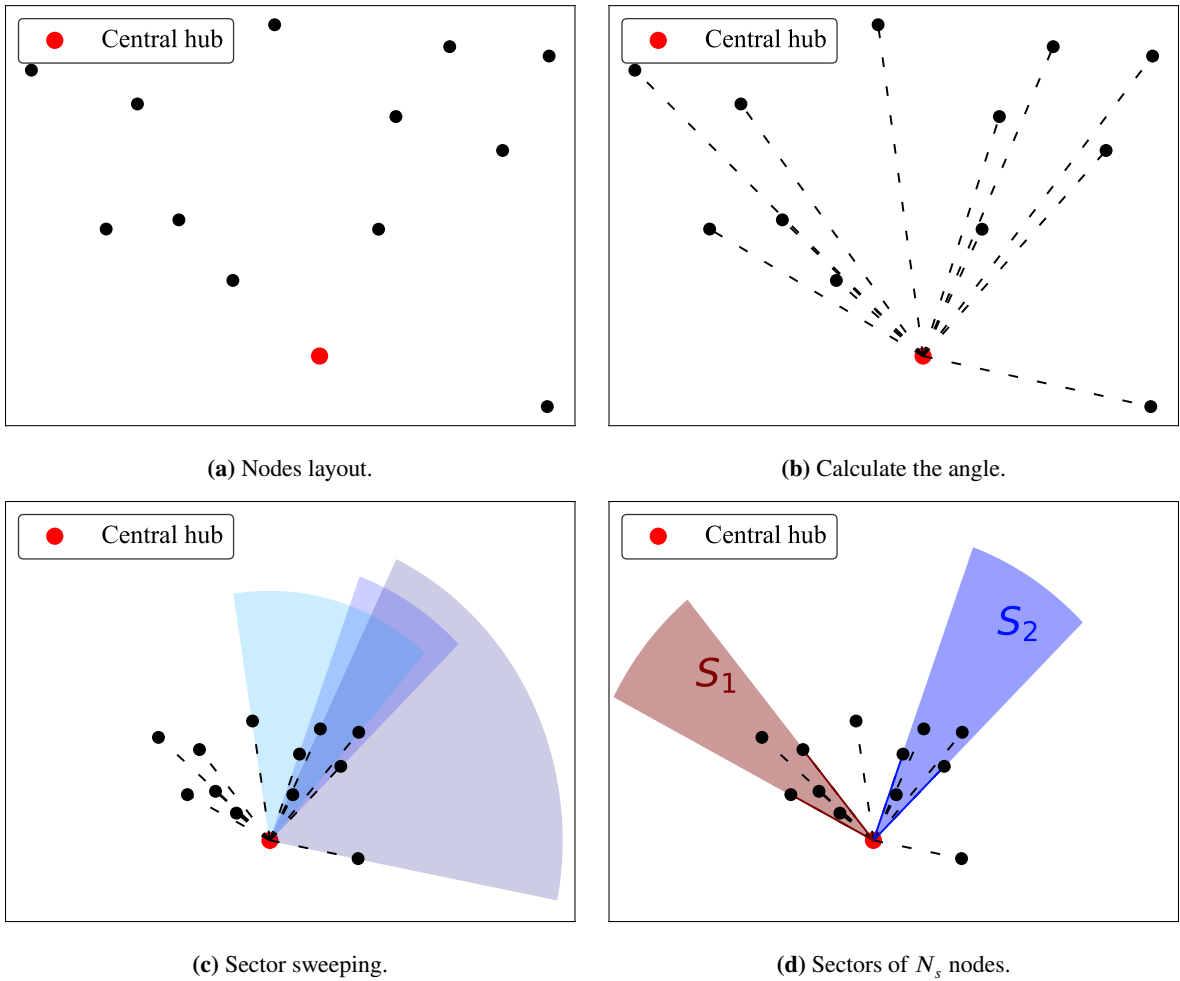 Central hub
Central hub
(a) Nodes layout.
(b) Calculate the angle.
Central hub
Central hub
S₁
S₂
(c) Sector sweeping.
(d) Sectors of Nₛ nodes.